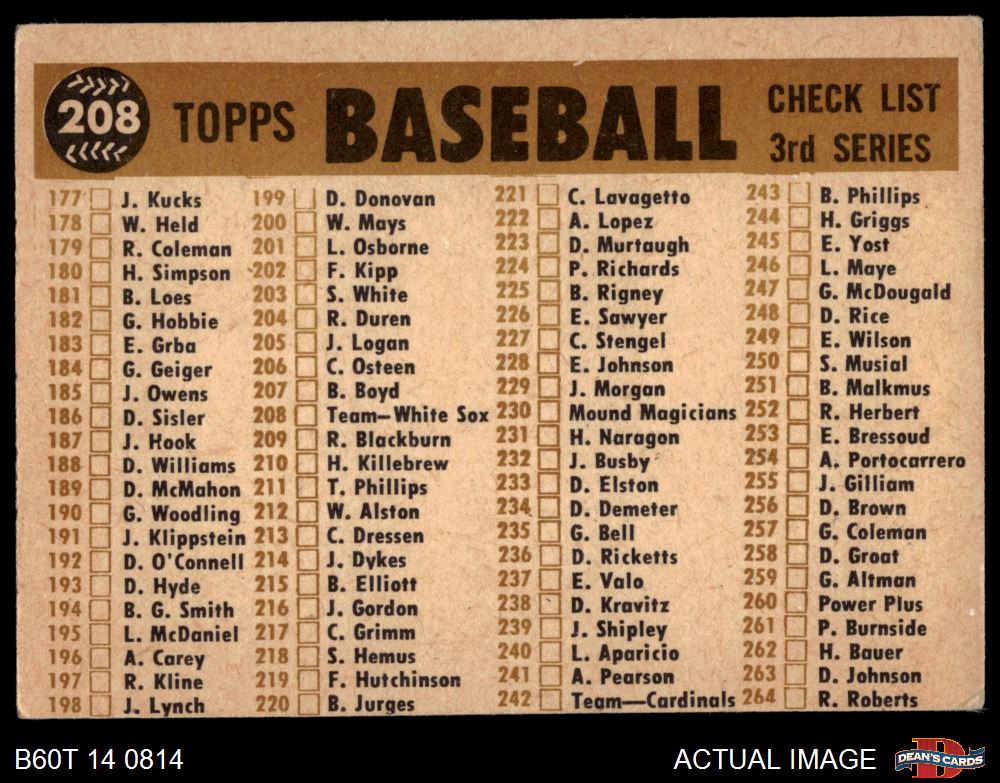 208 TOPPS BASEBALL CHECK LIST
3rd SERIES
177 J. Kucks
178 W. Held
179 R. Coleman
180 H. Simpson
181 B. Loes
182 G. Hobbie
183 E. Grba
184 G. Geiger
185 J. Owens
186 D. Sisler
187 J. Hook
188 D. Williams
189 D. McMahon
190 G. Woodling
191 J. Klippstein
192 D. O'Connell
193 D. Hyde
194 B. G. Smith
195 L. McDaniel
196 A. Carey
197 R. Kline
198 J. Lynch
199 D. Donovan
200 W. Mays
201 L. Osborne
202 F. Kipp
203 S. White
204 R. Duren
205 J. Logan
206 C. Osteen
207 B. Boyd
208 Team—White Sox
209 R. Blackburn
210 H. Killebrew
211 T. Phillips
212 W. Alston
213 C. Dressen
214 J. Dykes
215 B. Elliott
216 J. Gordon
217 C. Grimm
218 S. Hemus
219 F. Hutchinson
220 B. Jurges
221 C. Lavagetto
222 A. Lopez
223 D. Murtaugh
224 P. Richards
225 B. Rigney
226 E. Sawyer
227 C. Stengel
228 E. Johnson
229 J. Morgan
230 Mound Magicians
231 H. Naragon
232 J. Busby
233 D. Elston
234 D. Demeter
235 G. Bell
236 D. Ricketts
237 E. Valo
238 D. Kravitz
239 J. Shipley
240 L. Aparicio
241 A. Pearson
242 Team—Cardinals
243 B. Phillips
244 H. Griggs
245 E. Yost
246 L. Maye
247 G. McDougald
248 D. Rice
249 E. Wilson
250 S. Musial
251 B. Malkmus
252 R. Herbert
253 E. Bressoud
254 A. Portocarrero
255 J. Gilliam
256 D. Brown
257 G. Coleman
258 D. Groat
259 G. Altman
260 Power Plus
261 P. Burnside
262 H. Bauer
263 D. Johnson
264 R. Roberts
B60T 14 0814 ACTUAL IMAGE D DEAN'S CARDS